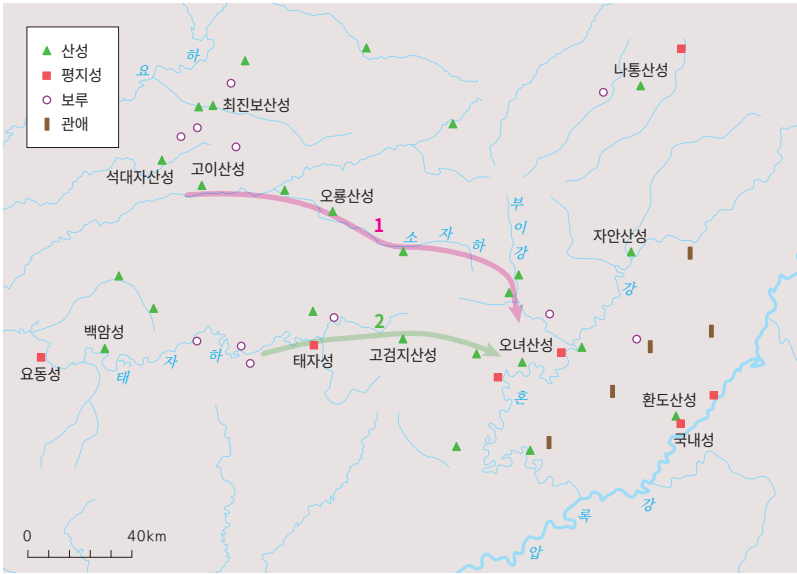 산성
평지성
보루
관애
요하
최진보산성
나통산성
석대자산성
고이산성
오룡산성
1
소자하
부이강
자안산성
강
백암성
요동성
태자하
태자성
2
고검지산성
오녀산성
혼
환도산성
국내성
압록강
0
40km